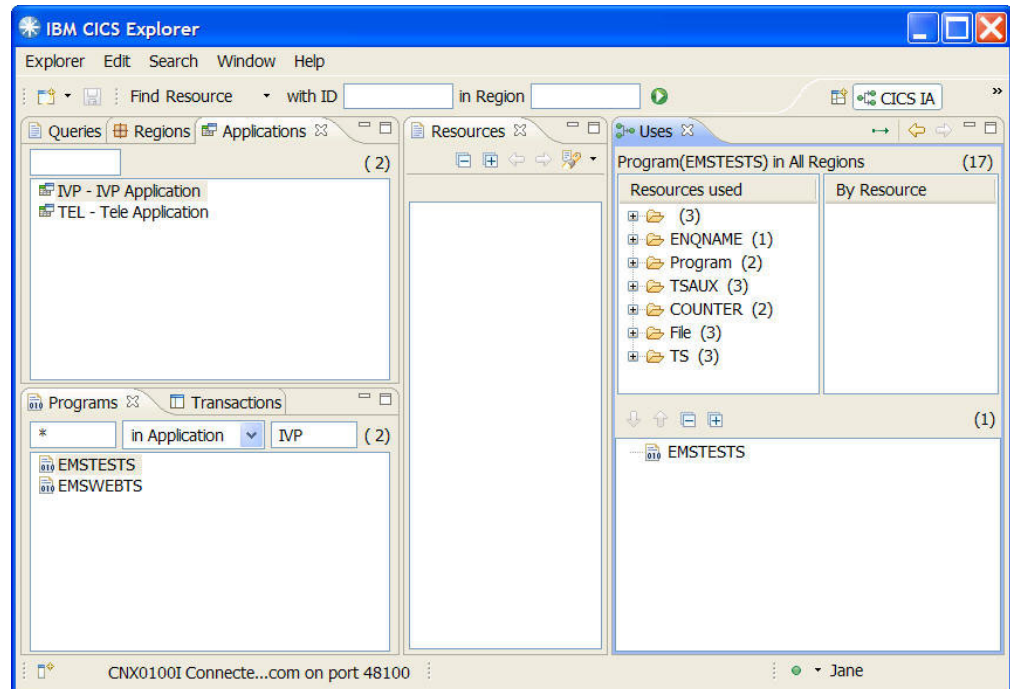 IBM CICS Explorer
Explorer Edit Search Window Help
Find Resource with ID in Region CICS IA »
Queries Regions Applications
( 2)
IVP - IVP Application
TEL - Tele Application
Programs Transactions
* in Application IVP ( 2)
EMSTESTS
EMSWEBTS
Resources
Uses
Program(EMSTESTS) in All Regions (17)
Resources used By Resource
(3)
ENQNAME (1)
Program (2)
TSAUX (3)
COUNTER (2)
File (3)
TS (3)
(1)
EMSTESTS
CNX0100I Connecte...com on port 48100 Jane